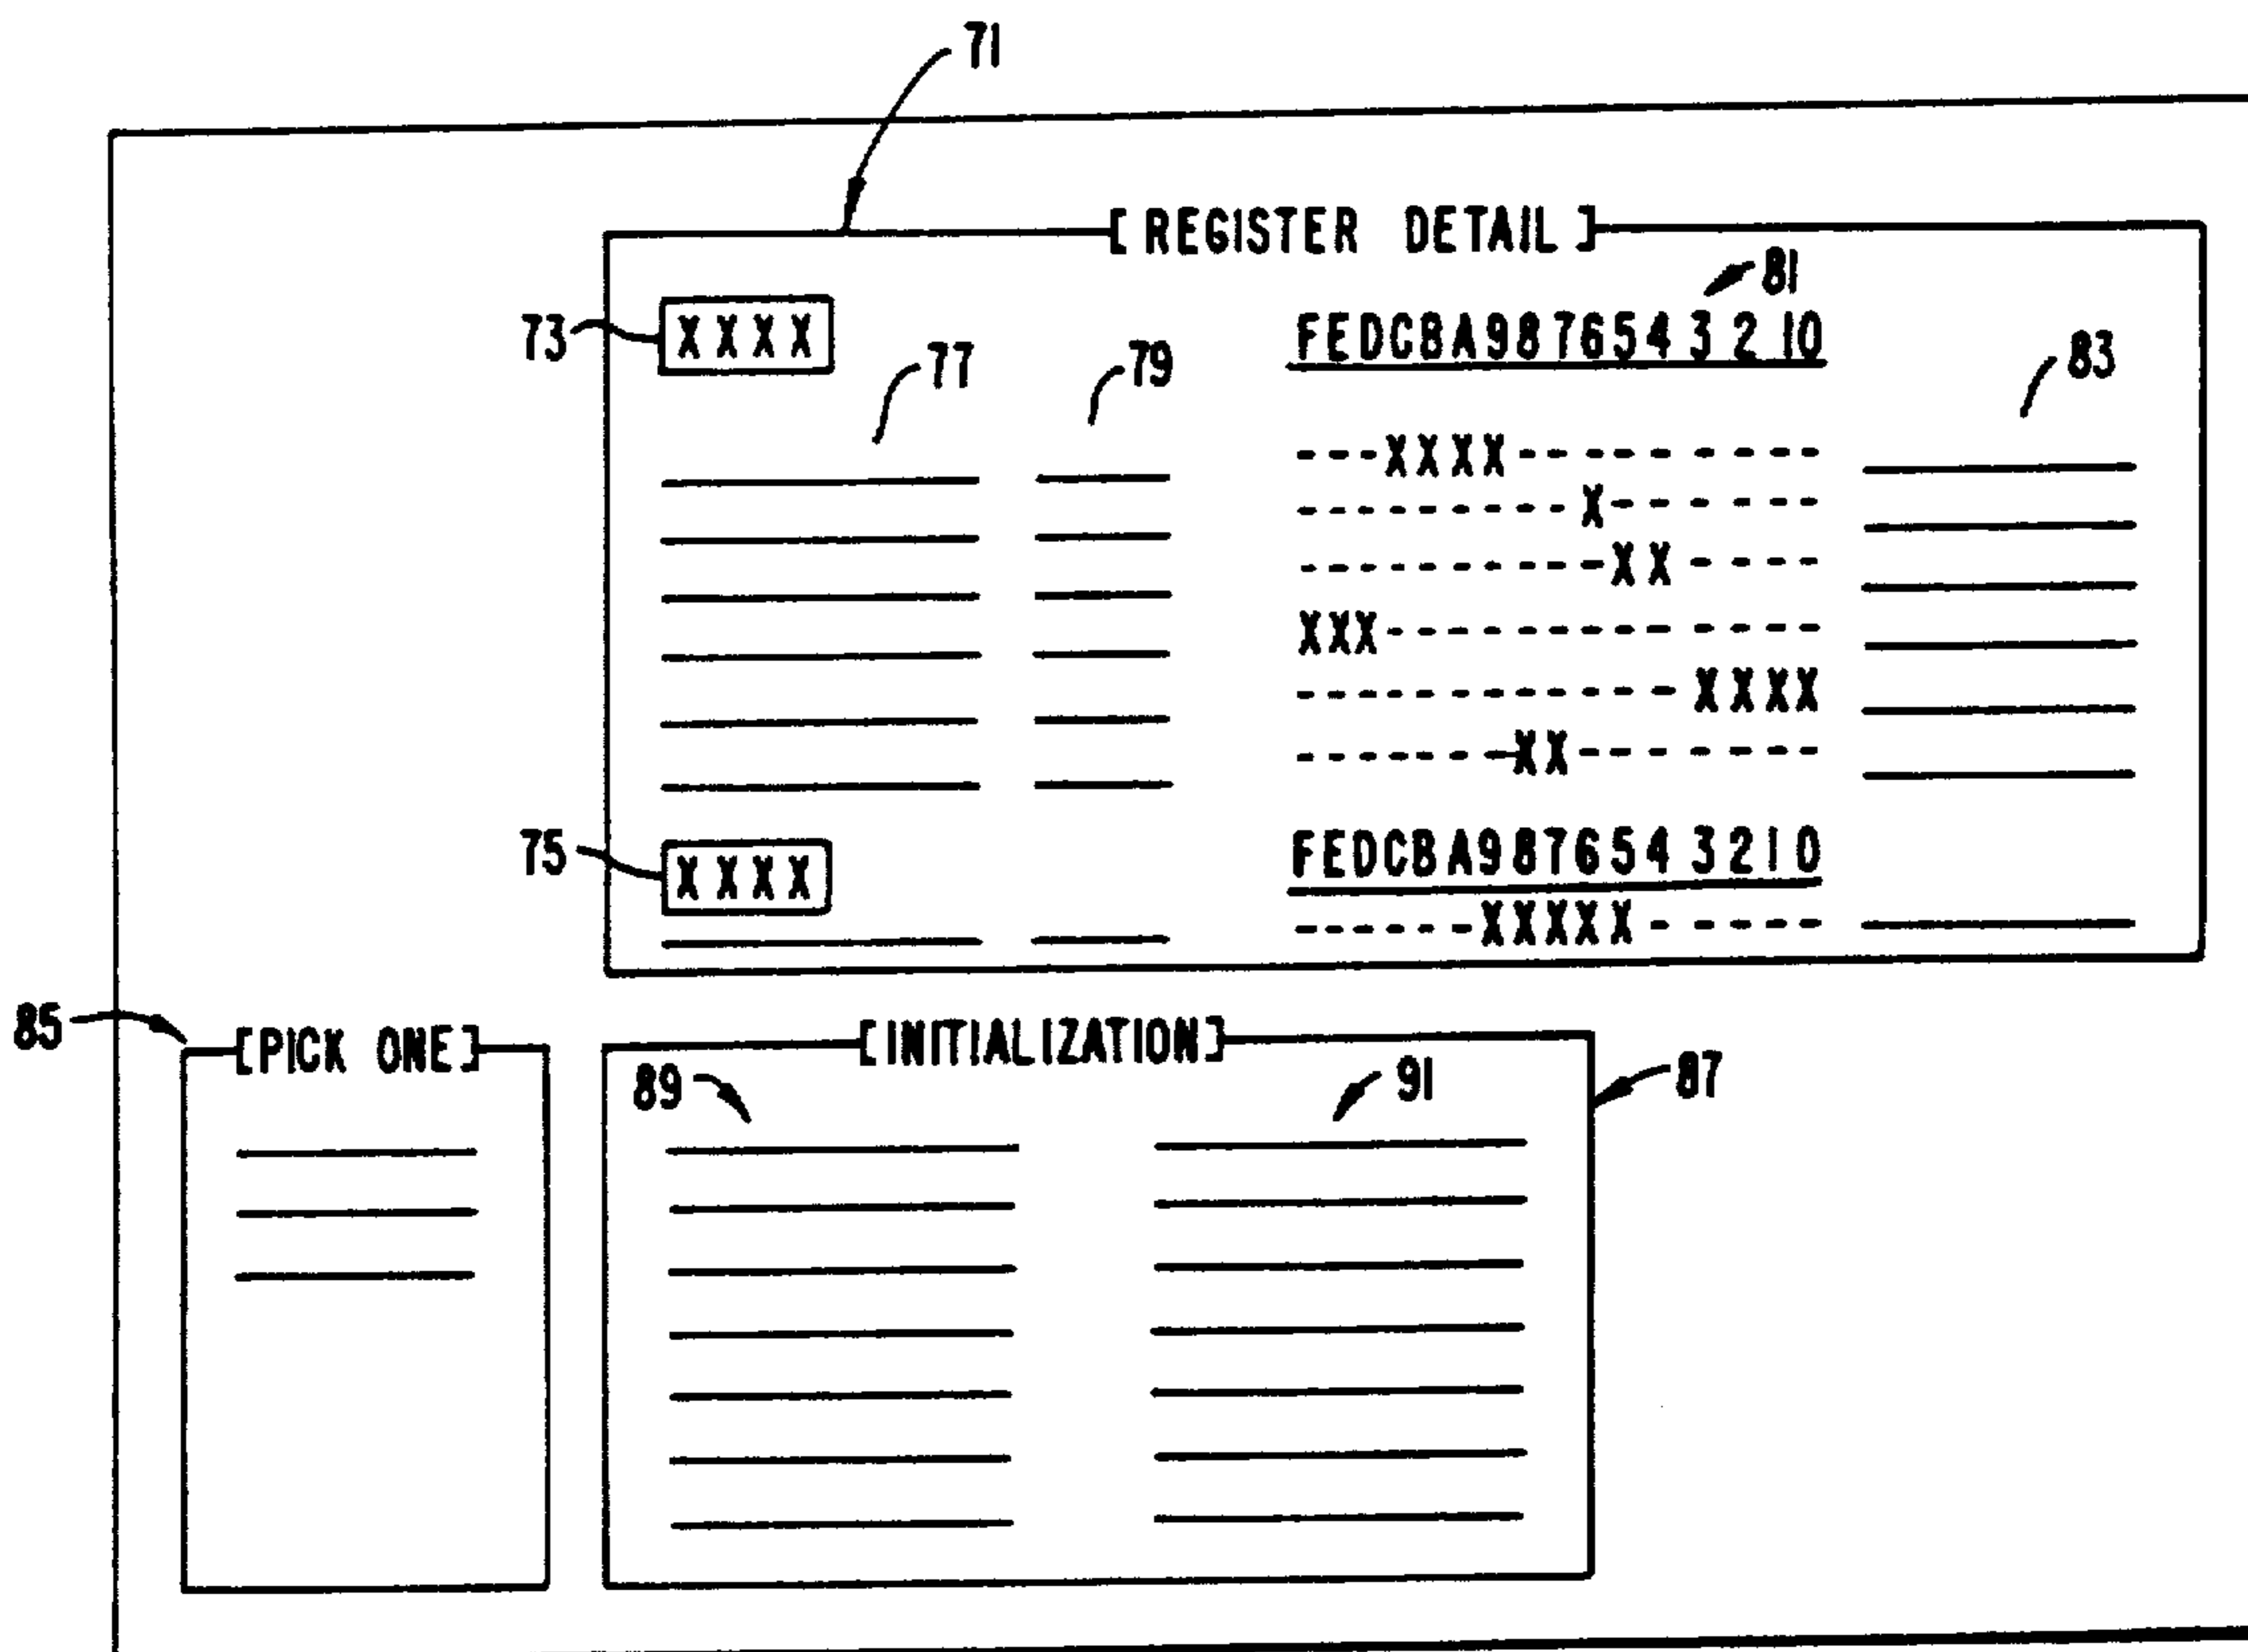 71
[REGISTER DETAIL]
81
73
XXXX
FEDCBA9876543210
77
79
83
---XXXX---------
---------X------
----------XX----
XXX-------------
------------XXXX
-------XX-------
75
XXXX
FEDCBA9876543210
------XXXXX-----
85
[PICK ONE]
[INITIALIZATION]
89
91
87